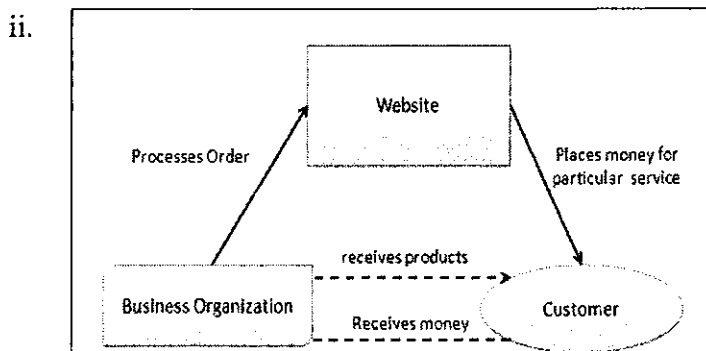 ii.
Website
Processes Order
Places money for
particular service
receives products
Business Organization
Customer
Receives money